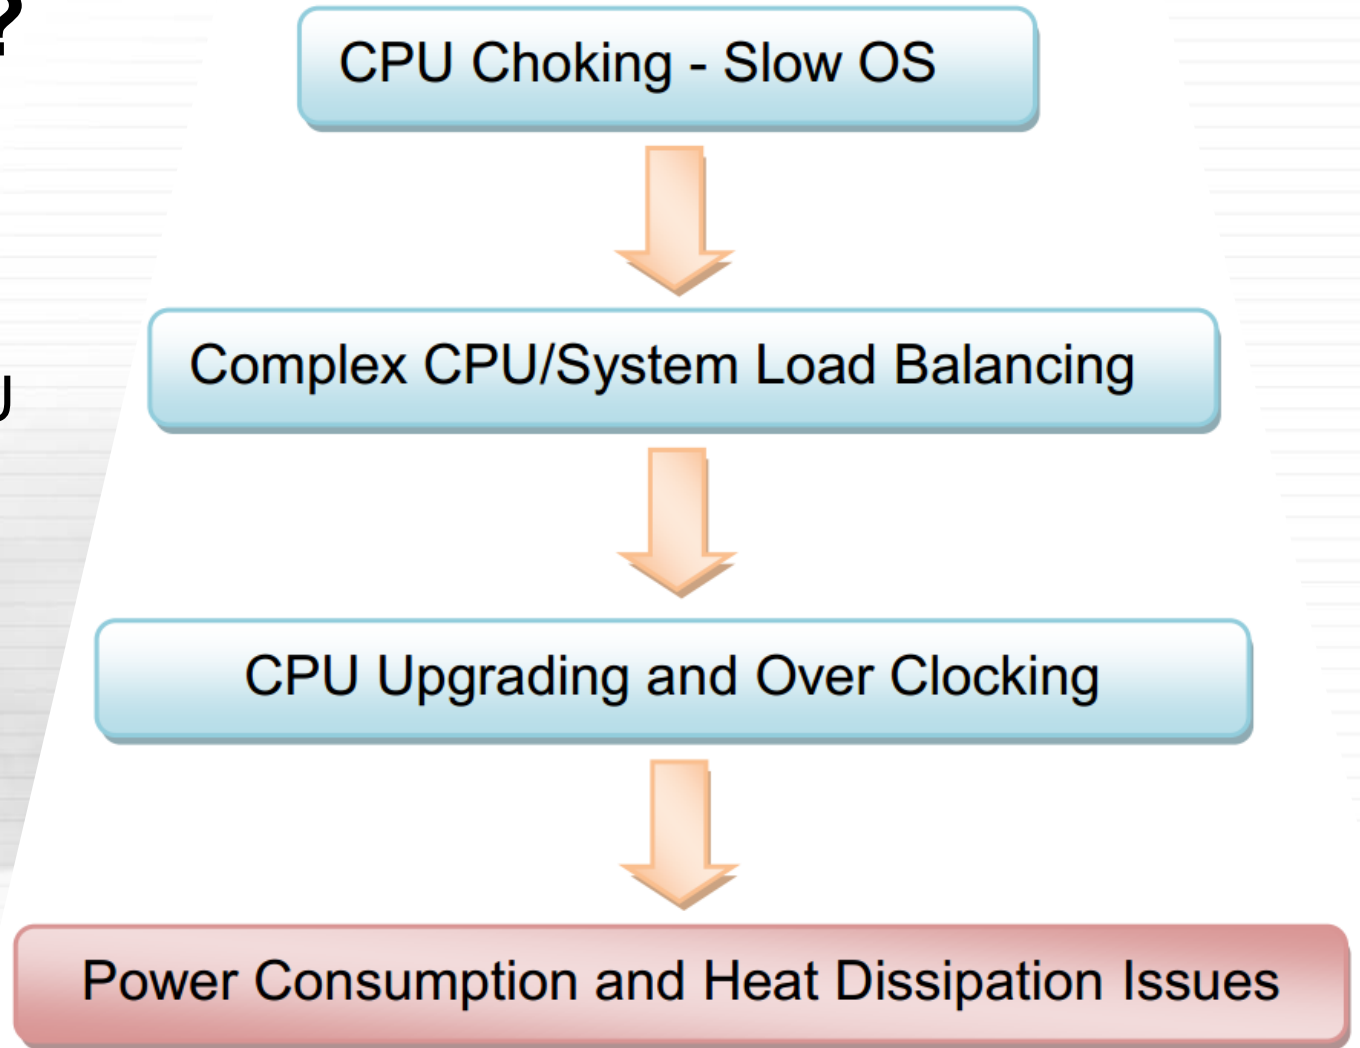 ?
CPU Choking - Slow OS
Complex CPU/System Load Balancing
U
CPU Upgrading and Over Clocking
Power Consumption and Heat Dissipation Issues